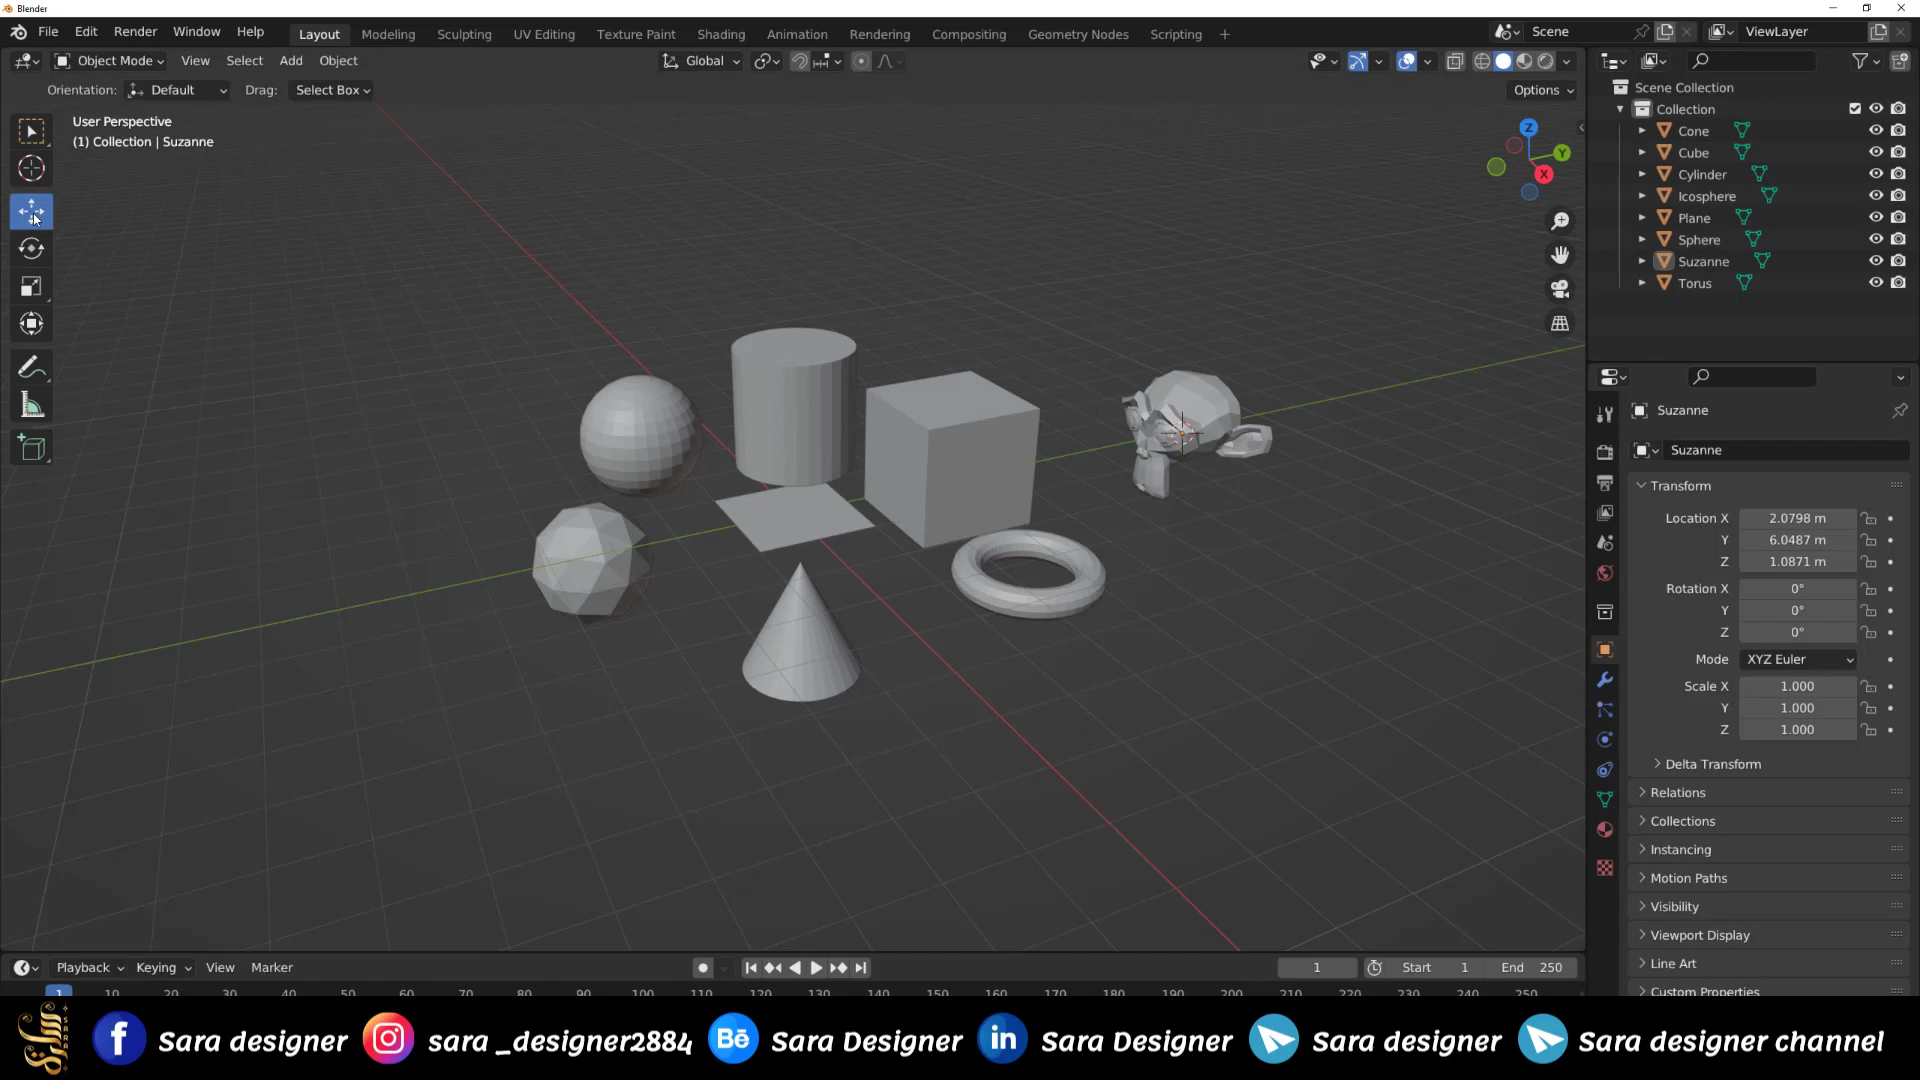 Blender
File Edit Render Window Help Layout Modeling Sculpting UV Editing Texture Paint Shading Animation Rendering Compositing Geometry Nodes Scripting + Scene ViewLayer
Object Mode View Select Add Object Global
Orientation: Default Drag: Select Box Options
User Perspective
(1) Collection | Suzanne
Z
Y
X
Scene Collection
Collection
Cone
Cube
Cylinder
Icosphere
Plane
Sphere
Suzanne
Torus
Suzanne
Suzanne
Transform
Location X 2.0798 m
Y 6.0487 m
Z 1.0871 m
Rotation X 0°
Y 0°
Z 0°
Mode XYZ Euler
Scale X 1.000
Y 1.000
Z 1.000
Delta Transform
Relations
Collections
Instancing
Motion Paths
Visibility
Viewport Display
Line Art
Custom Properties
Playback Keying View Marker 1 Start 1 End 250
1 10 20 30 40 50 60 70 80 90 100 110 120 130 140 150 160 170 180 190 200 210 220 230 240 250
Sara designer sara _designer2884 Bē Sara Designer in Sara Designer Sara designer Sara designer channel